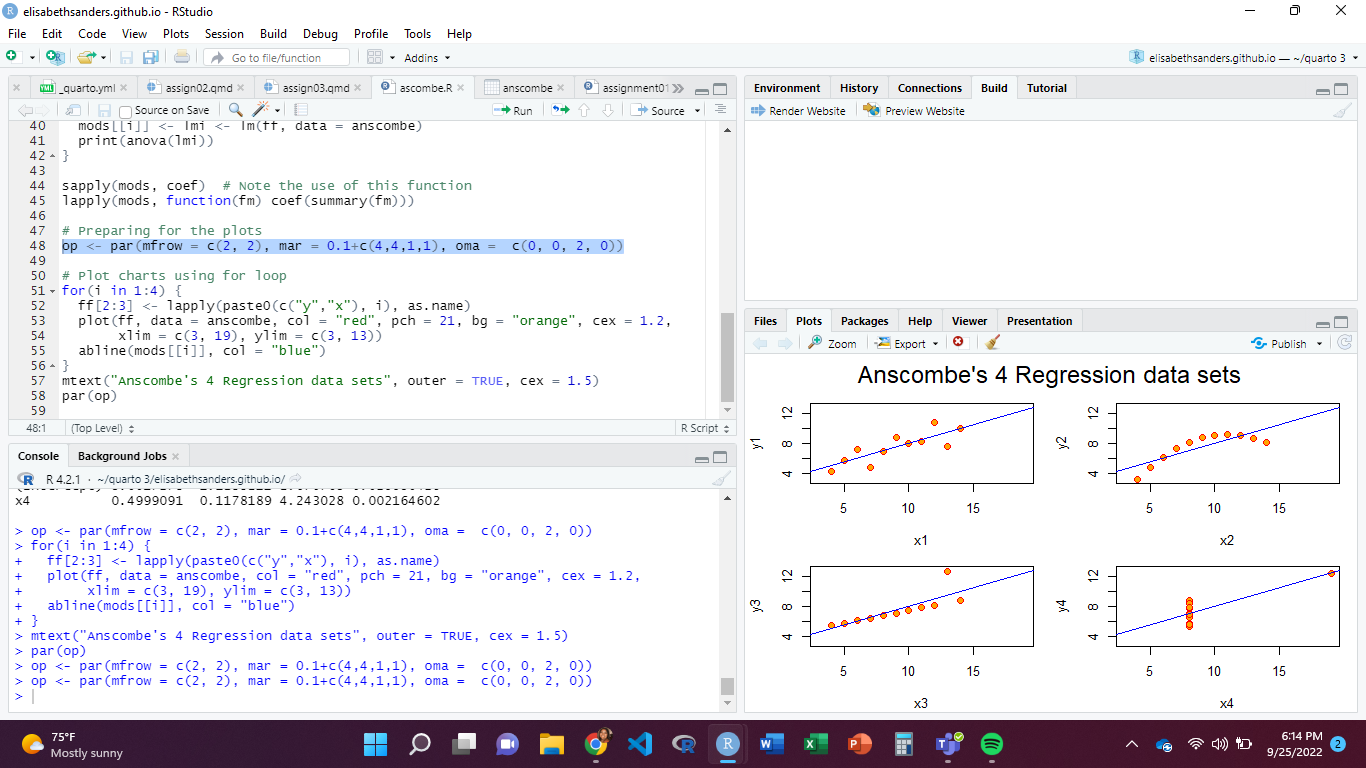 elisabethsanders.github.io - RStudio
File Edit Code View Plots Session Build Debug Profile Tools Help
Go to file/function Addins elisabethsanders.github.io — ~/quarto 3
_quarto.yml assign02.qmd assign03.qmd ascombe.R anscombe assignment01
Source on Save Run Source
40 mods[[i]] <- lmi <- lm(ff, data = anscombe)
41 print(anova(lmi))
42 }
43
44 sapply(mods, coef)  # Note the use of this function
45 lapply(mods, function(fm) coef(summary(fm)))
46
47 # Preparing for the plots
48 op <- par(mfrow = c(2, 2), mar = 0.1+c(4,4,1,1), oma =  c(0, 0, 2, 0))
49
50 # Plot charts using for loop
51 for(i in 1:4) {
52 ff[2:3] <- lapply(paste0(c("y","x"), i), as.name)
53 plot(ff, data = anscombe, col = "red", pch = 21, bg = "orange", cex = 1.2,
54 xlim = c(3, 19), ylim = c(3, 13))
55 abline(mods[[i]], col = "blue")
56 }
57 mtext("Anscombe's 4 Regression data sets", outer = TRUE, cex = 1.5)
58 par(op)
59
48:1 (Top Level) R Script
Console Background Jobs
R 4.2.1 · ~/quarto 3/elisabethsanders.github.io/
x4 0.4999091 0.1178189 4.243028 0.002164602
> op <- par(mfrow = c(2, 2), mar = 0.1+c(4,4,1,1), oma =  c(0, 0, 2, 0))
> for(i in 1:4) {
+ ff[2:3] <- lapply(paste0(c("y","x"), i), as.name)
+ plot(ff, data = anscombe, col = "red", pch = 21, bg = "orange", cex = 1.2,
+ xlim = c(3, 19), ylim = c(3, 13))
+ abline(mods[[i]], col = "blue")
+ }
> mtext("Anscombe's 4 Regression data sets", outer = TRUE, cex = 1.5)
> par(op)
> op <- par(mfrow = c(2, 2), mar = 0.1+c(4,4,1,1), oma =  c(0, 0, 2, 0))
> op <- par(mfrow = c(2, 2), mar = 0.1+c(4,4,1,1), oma =  c(0, 0, 2, 0))
>
Environment History Connections Build Tutorial
Render Website Preview Website
Files Plots Packages Help Viewer Presentation
Zoom Export Publish
Anscombe's 4 Regression data sets
y1
4 8 12
5 10 15
x1
y2
4 8 12
5 10 15
x2
y3
4 8 12
5 10 15
x3
y4
4 8 12
5 10 15
x4
75°F
Mostly sunny
6:14 PM
9/25/2022
2